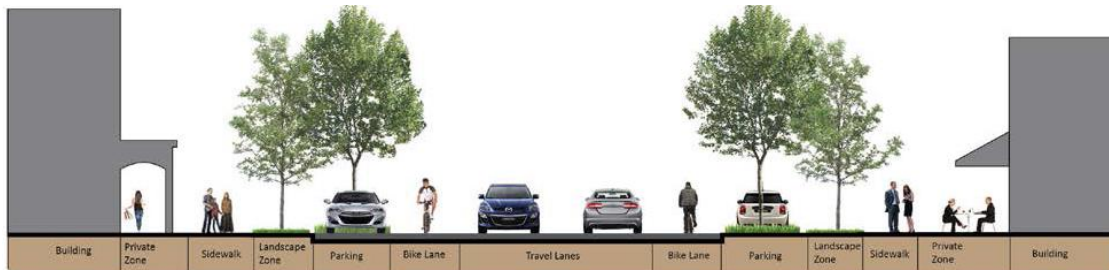 Building
Private
Zone
Sidewalk
Landscape
Zone
Parking
Bike Lane
Travel Lanes
Bike Lane
Parking
Landscape
Zone
Sidewalk
Private
Zone
Building